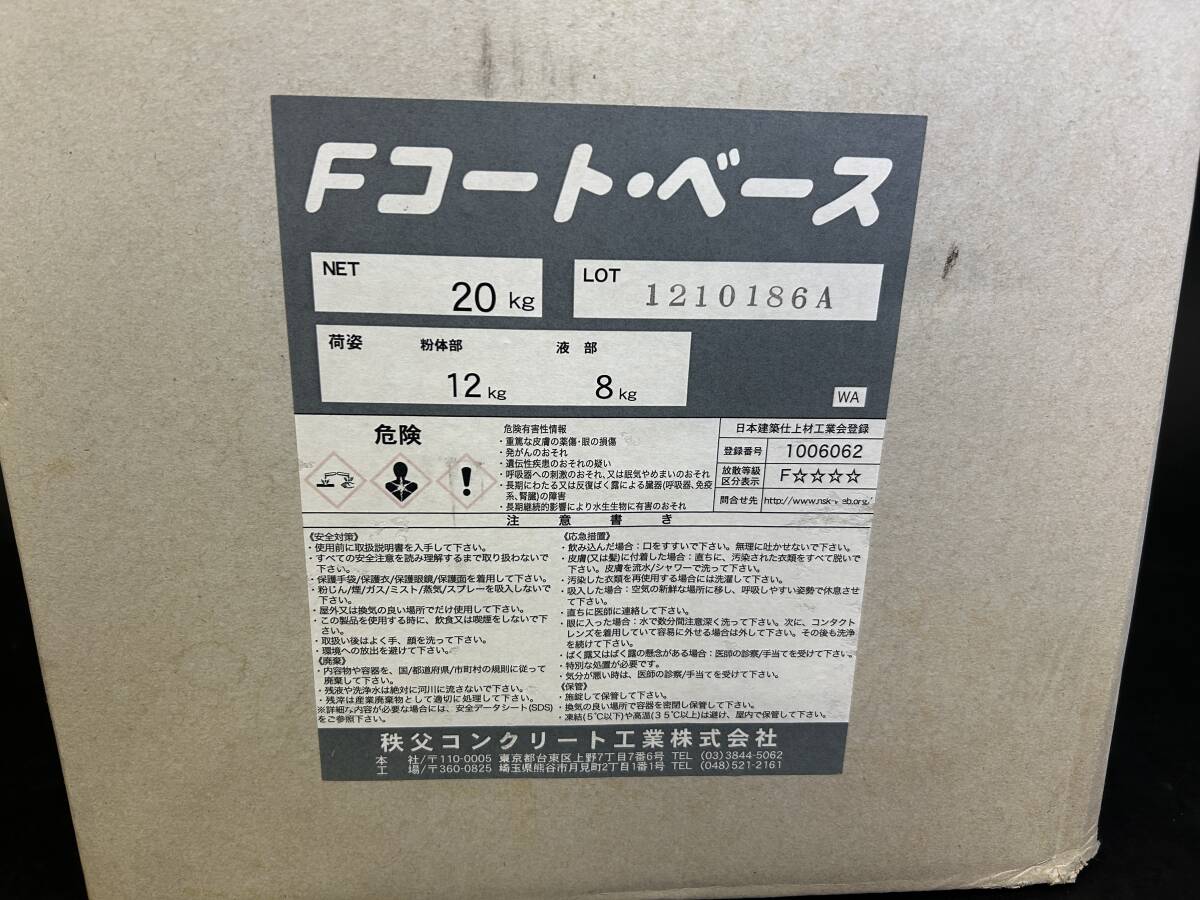 Fコート・ベース
NET 20 kg
LOT 1210186A
荷姿 粉体部 液部
12 kg 8 kg
WA
危険
危険有害性情報
・重篤な皮膚の薬傷・眼の損傷
・発がんのおそれ
・遺伝性疾患のおそれの疑い
・呼吸器への刺激のおそれ、又は眠気やめまいのおそれ
・長期にわたる又は反復ばく露による臓器(呼吸器、免疫
系、腎臓)の障害
・長期継続的影響により水生生物に有害のおそれ
日本建築仕上材工業会登録
登録番号 1006062
放散等級
区分表示 F☆☆☆☆
問合せ先 http://www.nsk-web.org/
注意書き
《安全対策》
・使用前に取扱説明書を入手して下さい。
・すべての安全注意を読み理解するまで取り扱わないで
下さい。
・保護手袋/保護衣/保護眼鏡/保護面を着用して下さい。
・粉じん/煙/ガス/ミスト/蒸気/スプレーを吸入しないで
下さい。
・屋外又は換気の良い場所でだけ使用して下さい。
・この製品を使用する時に、飲食又は喫煙をしないで下
さい。
・取扱い後はよく手、顔を洗って下さい。
・環境への放出を避けて下さい。
《廃棄》
・内容物や容器を、国/都道府県/市町村の規則に従って
廃棄して下さい。
・残液や洗浄水は絶対に河川に流さないで下さい。
・残滓は産業廃棄物として適切に処理して下さい。
※詳細な内容が必要な場合には、安全データシート(SDS)
をご参照下さい。
《応急措置》
・飲み込んだ場合：口をすすいで下さい。無理に吐かせないで下さい。
・皮膚(又は髪)に付着した場合：直ちに、汚染された衣類をすべて脱いで
下さい。皮膚を流水/シャワーで洗って下さい。
・汚染した衣類を再使用する場合には洗濯して下さい。
・吸入した場合：空気の新鮮な場所に移し、呼吸しやすい姿勢で休息させ
て下さい。
・直ちに医師に連絡して下さい。
・眼に入った場合：水で数分間注意深く洗って下さい。次に、コンタクト
レンズを着用していて容易に外せる場合は外して下さい。その後も洗浄
を続けて下さい。
・ばく露又はばく露の懸念がある場合：医師の診察/手当てを受けて下さい。
・特別な処置が必要です。
・気分が悪い時は、医師の診察/手当てを受けて下さい。
《保管》
・施錠して保管して下さい。
・換気の良い場所で容器を密閉し保管して下さい。
・凍結(5℃以下)や高温(35℃以上)は避け、屋内で保管して下さい。
秩父コンクリート工業株式会社
本社/〒110-0005 東京都台東区上野7丁目7番6号 TEL (03)3844-5062
工場/〒360-0825 埼玉県熊谷市月見町2丁目1番1号 TEL (048)521-2161